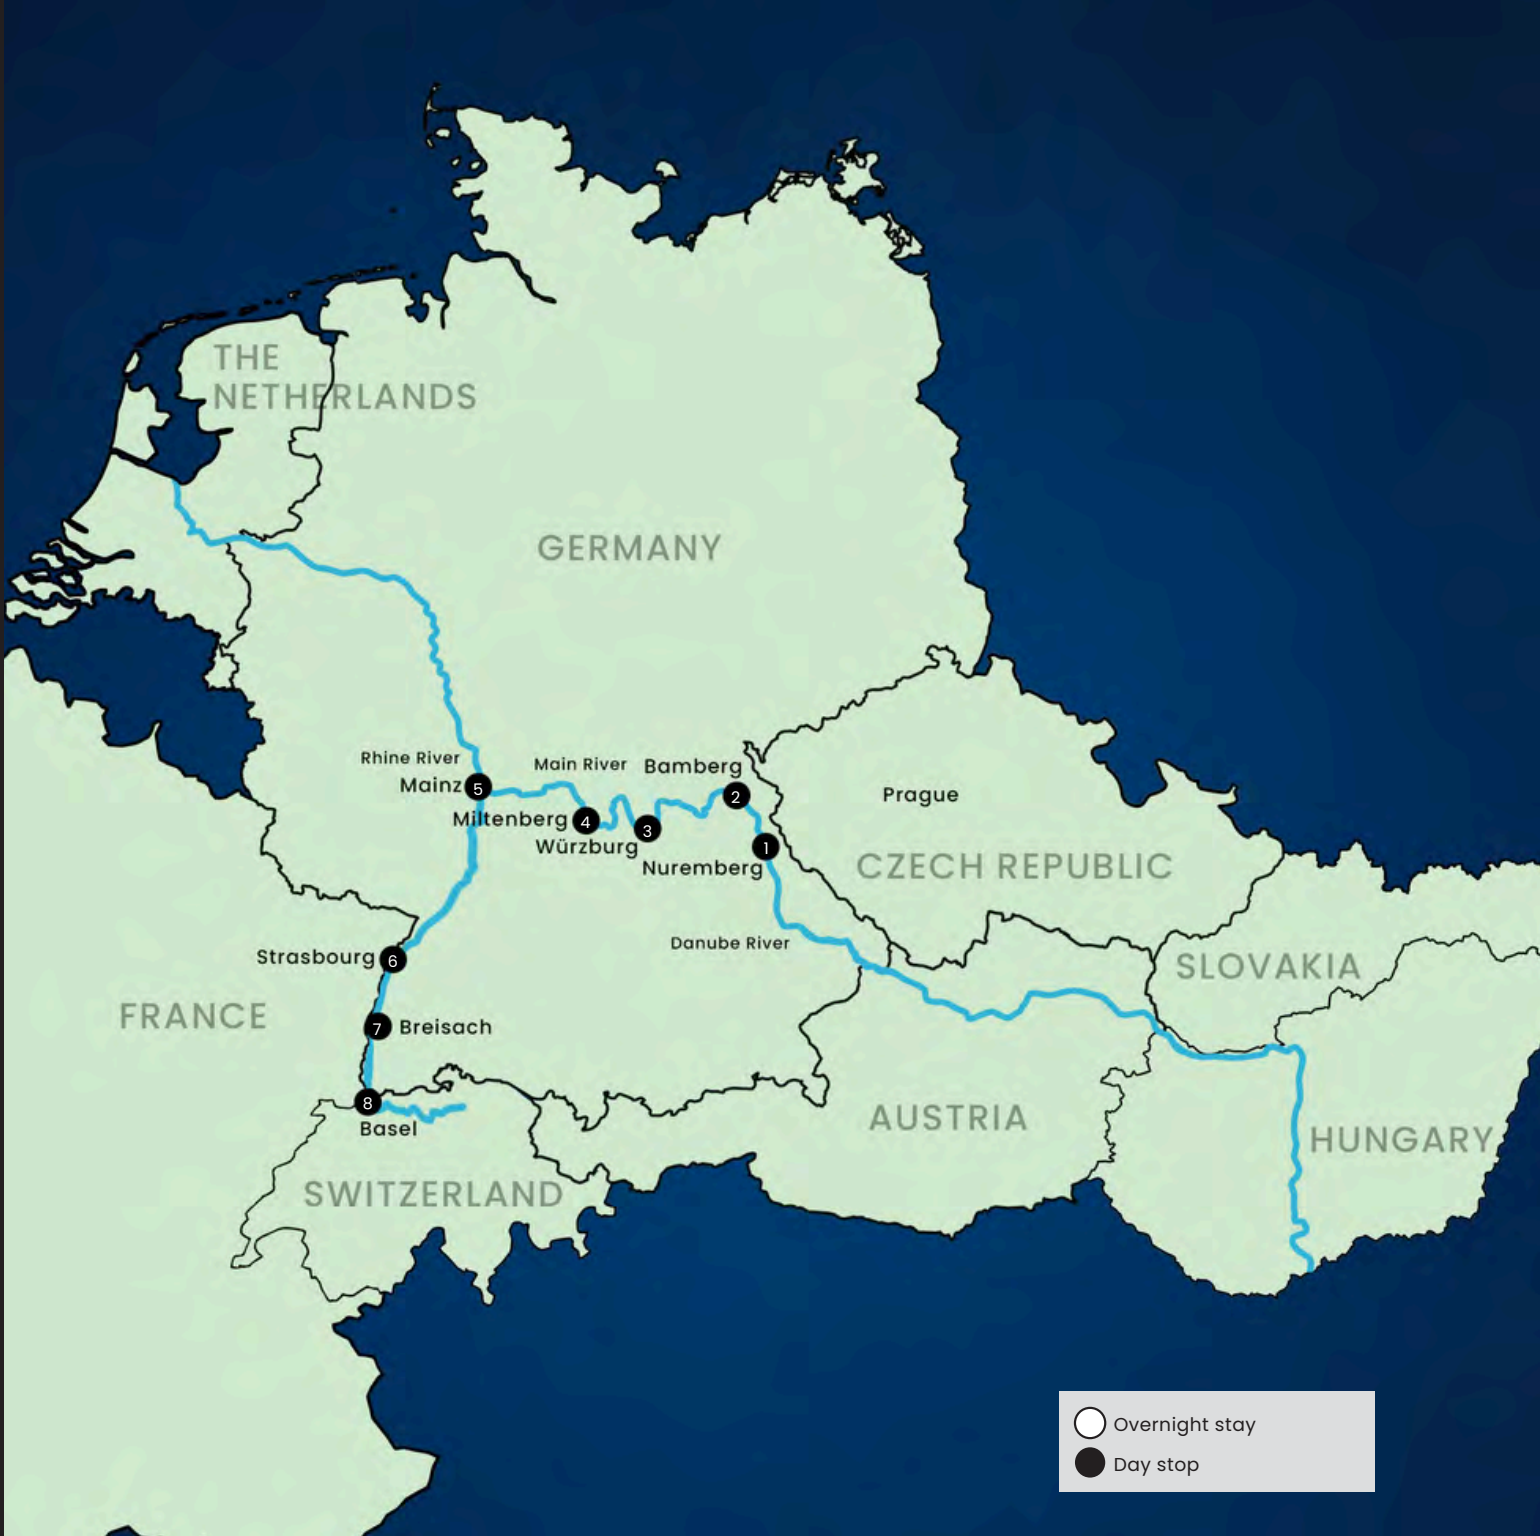 THE
NETHERLANDS
GERMANY
Rhine River
Main River
Bamberg
Mainz
5
2
Prague
Miltenberg
4
3
Würzburg
1
Nuremberg
CZECH REPUBLIC
Danube River
Strasbourg
6
SLOVAKIA
FRANCE
7
Breisach
8
Basel
AUSTRIA
HUNGARY
SWITZERLAND
Overnight stay
Day stop